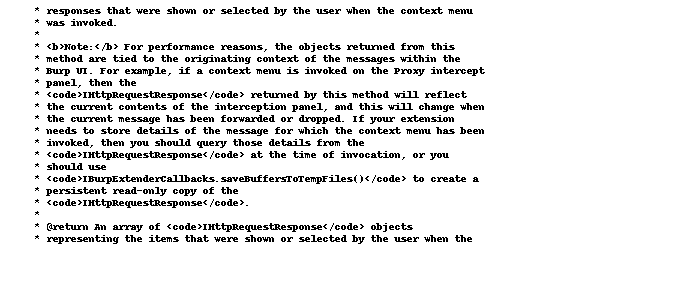 * responses that were shown or selected by the user when the context menu
* was invoked.
*
* <b>Note:</b> For performance reasons, the objects returned from this
* method are tied to the originating context of the messages within the
* Burp UI. For example, if a context menu is invoked on the Proxy intercept
* panel, then the
* <code>IHttpRequestResponse</code> returned by this method will reflect
* the current contents of the interception panel, and this will change when
* the current message has been forwarded or dropped. If your extension
* needs to store details of the message for which the context menu has been
* invoked, then you should query those details from the
* <code>IHttpRequestResponse</code> at the time of invocation, or you
* should use
* <code>IBurpExtenderCallbacks.saveBuffersToTempFiles()</code> to create a
* persistent read-only copy of the
* <code>IHttpRequestResponse</code>.
*
* @return An array of <code>IHttpRequestResponse</code> objects
* representing the items that were shown or selected by the user when the